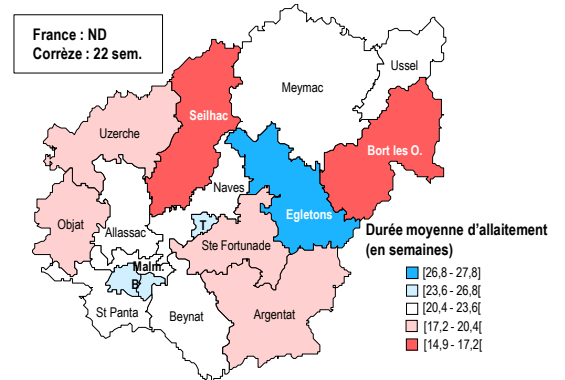 France : ND
Corrèze : 22 sem.
Ussel
Meymac
Seilhac
Uzerche
Bort les O.
Naves
Egletons
Objat
Allassac
T
Ste Fortunade
Malm.
B
St Panta
Beynat
Argentat
Durée moyenne d'allaitement
(en semaines)
[26,8 - 27,8]
[23,6 - 26,8[
[20,4 - 23,6[
[17,2 - 20,4[
[14,9 - 17,2[